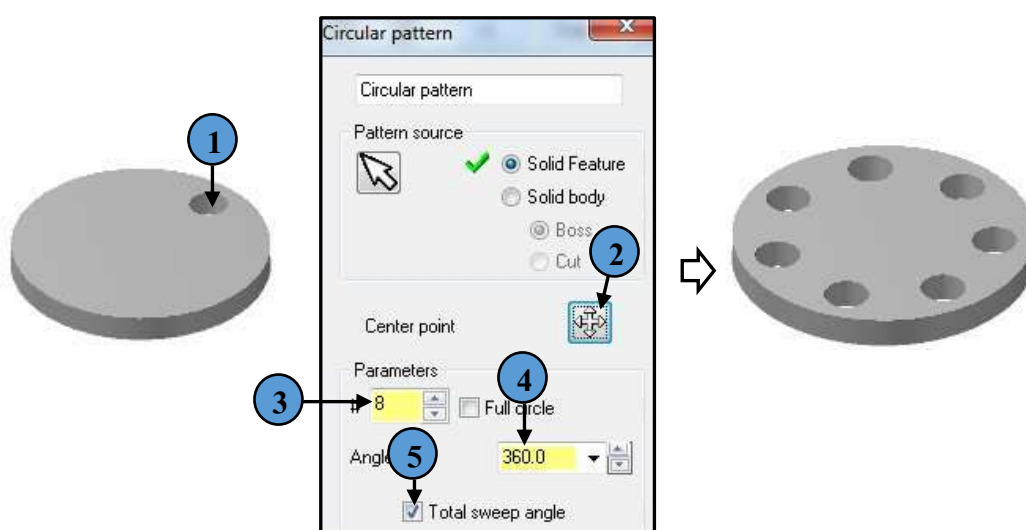 Circular pattern X
Circular pattern
Pattern source
1
Solid Feature
Solid body
Boss
2
Cut
Center point
Parameters
4
3 # 8 Full circle
Angle 5 360.0
Total sweep angle